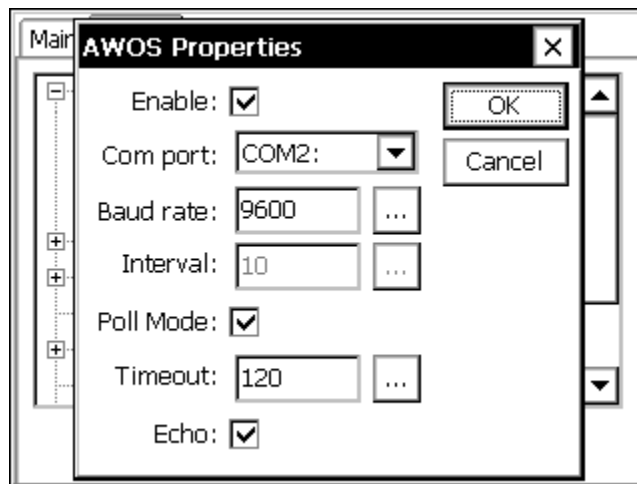 Main
AWOS Properties
Enable:
OK
Com port: COM2:
Cancel
Baud rate: 9600 ...
Interval: 10 ...
Poll Mode:
Timeout: 120 ...
Echo: